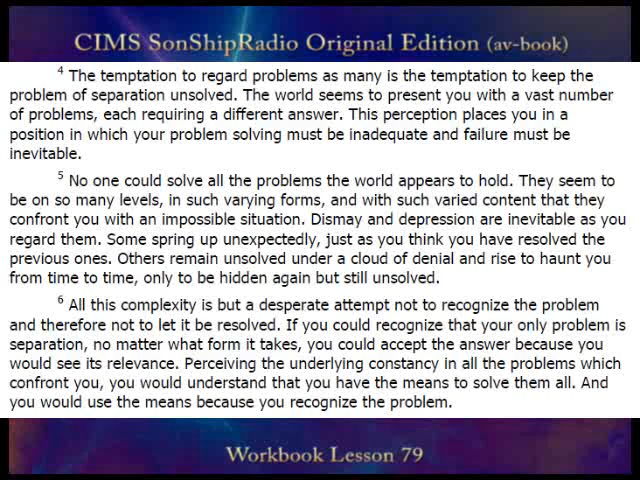 CIMS SonShipRadio Original Edition (av-book)
4 The temptation to regard problems as many is the temptation to keep the
problem of separation unsolved. The world seems to present you with a vast number
of problems, each requiring a different answer. This perception places you in a
position in which your problem solving must be inadequate and failure must be
inevitable.
5 No one could solve all the problems the world appears to hold. They seem to
be on so many levels, in such varying forms, and with such varied content that they
confront you with an impossible situation. Dismay and depression are inevitable as you
regard them. Some spring up unexpectedly, just as you think you have resolved the
previous ones. Others remain unsolved under a cloud of denial and rise to haunt you
from time to time, only to be hidden again but still unsolved.
6 All this complexity is but a desperate attempt not to recognize the problem
and therefore not to let it be resolved. If you could recognize that your only problem is
separation, no matter what form it takes, you could accept the answer because you
would see its relevance. Perceiving the underlying constancy in all the problems which
confront you, you would understand that you have the means to solve them all. And
you would use the means because you recognize the problem.
Workbook Lesson 79